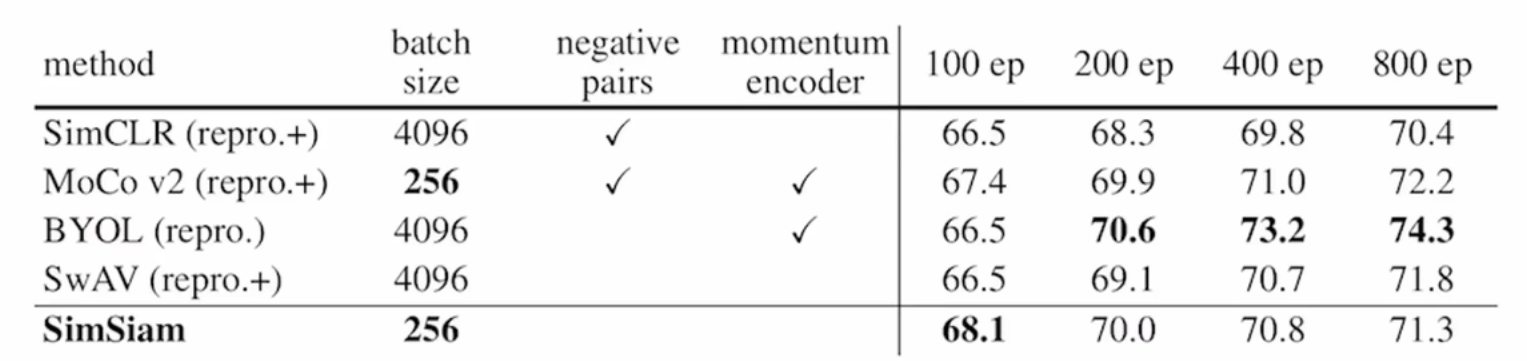 method batch size negative pairs momentum encoder 100 ep 200 ep 400 ep 800 ep
SimCLR (repro.+) 4096 ✓ 66.5 68.3 69.8 70.4
MoCo v2 (repro.+) 256 ✓ ✓ 67.4 69.9 71.0 72.2
BYOL (repro.) 4096 ✓ 66.5 70.6 73.2 74.3
SwAV (repro.+) 4096 66.5 69.1 70.7 71.8
SimSiam 256 68.1 70.0 70.8 71.3